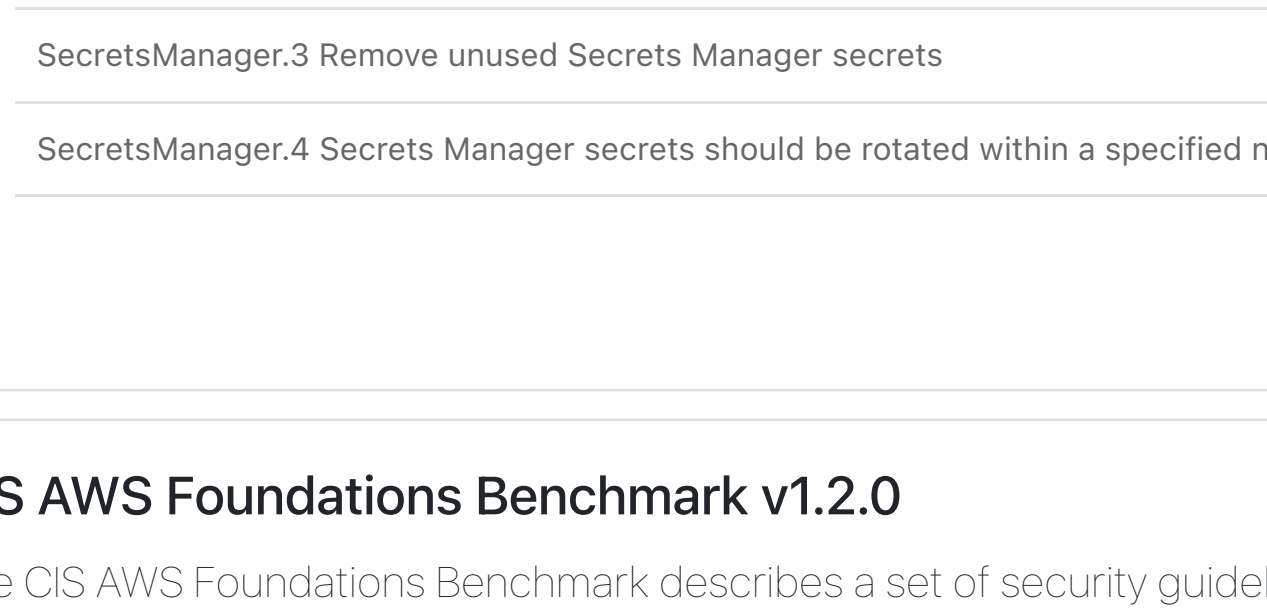 SecretsManager.3 Remove unused Secrets Manager secrets
SecretsManager.4 Secrets Manager secrets should be rotated within a specified
AWS Foundations Benchmark v1.2.0
CIS AWS Foundations Benchmark describes a set of security